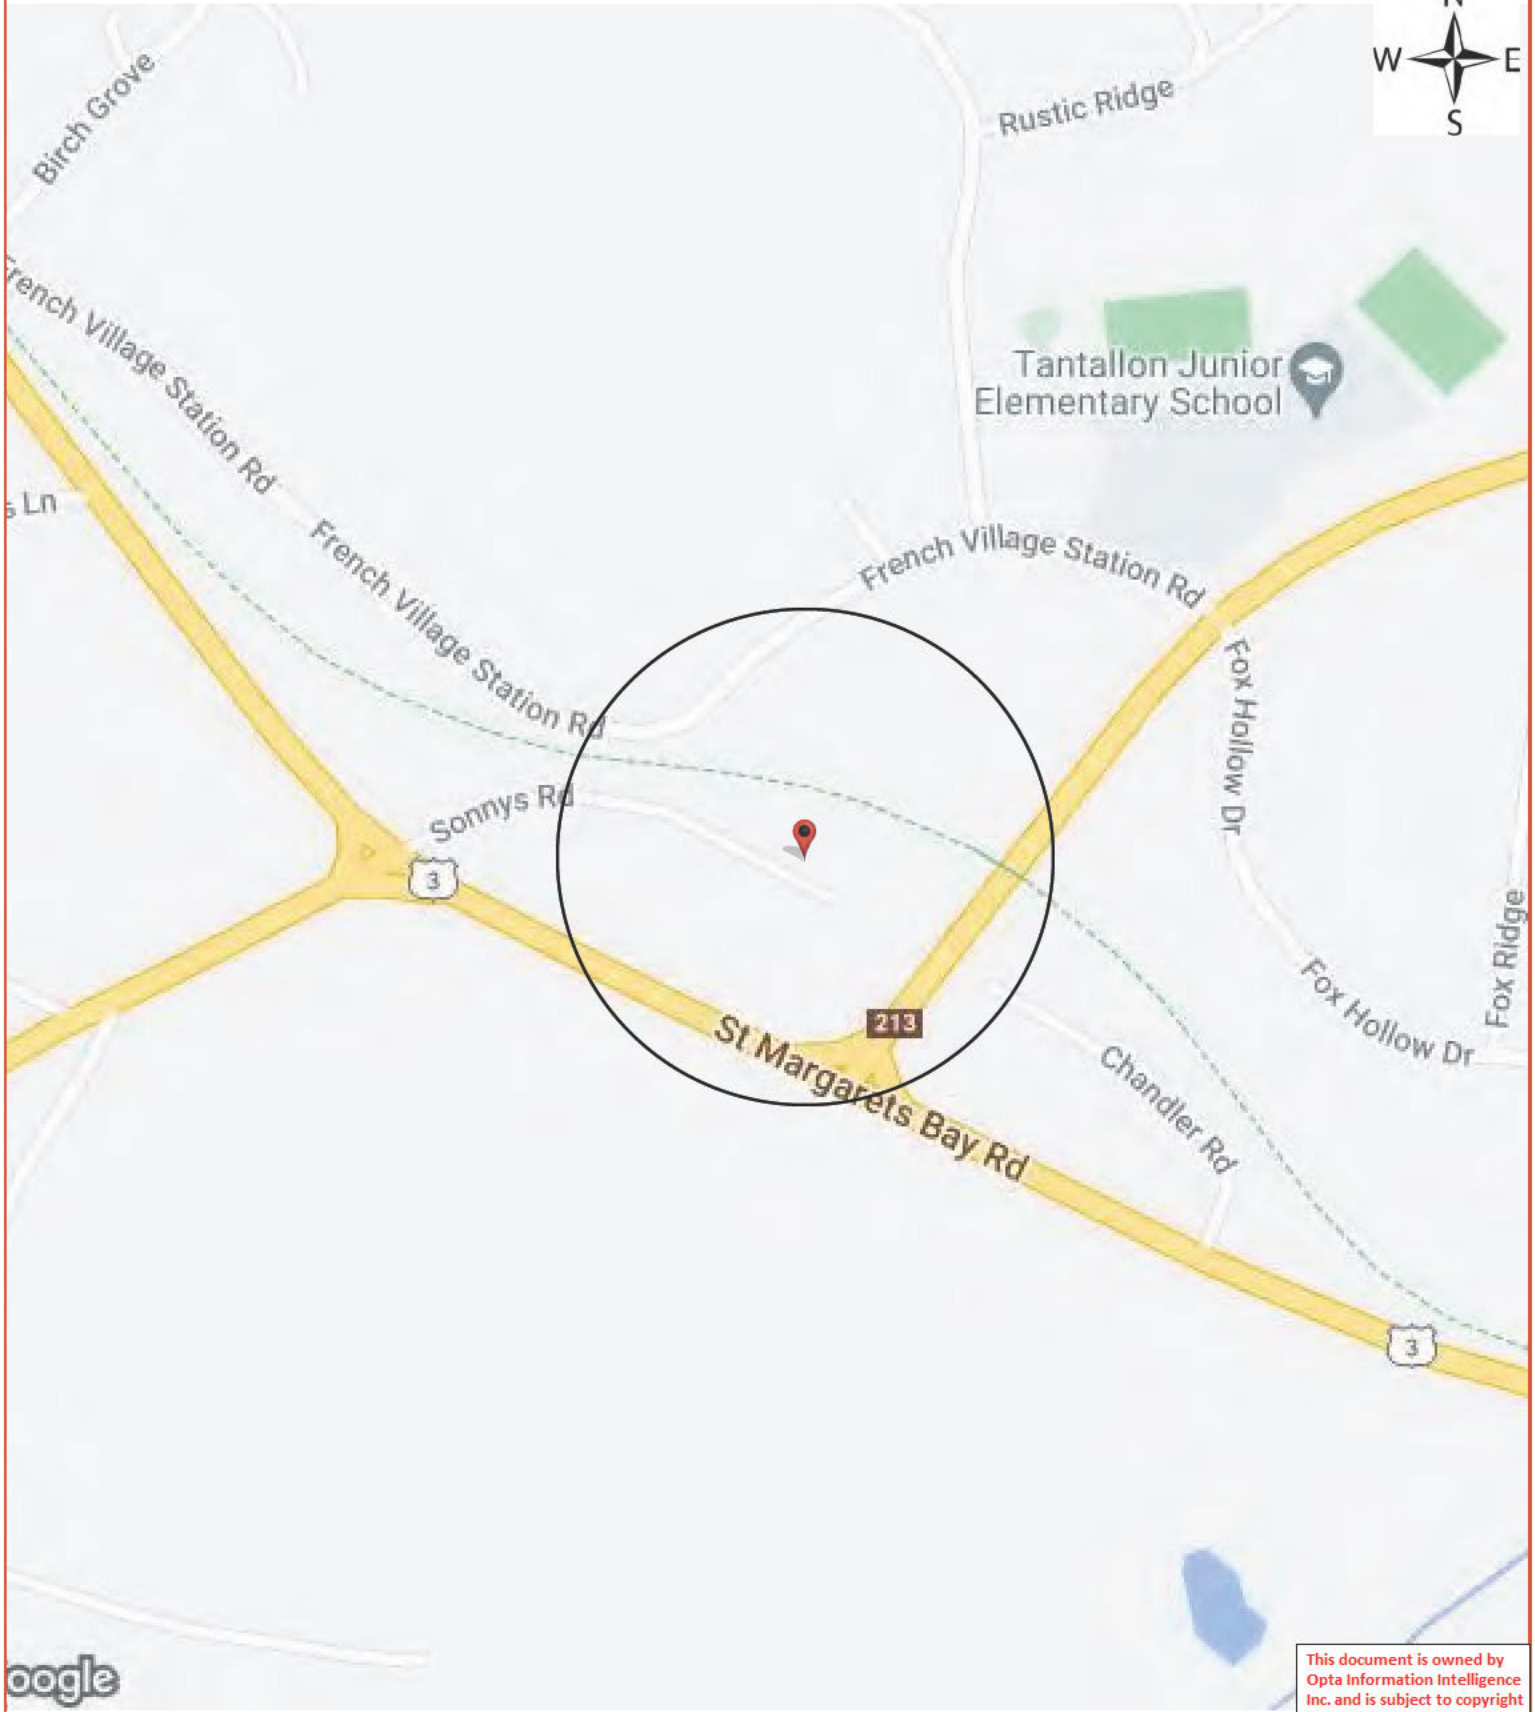 N
W
E
S
Birch Grove
Rustic Ridge
French Village Station Rd
Tantallon Junior
Elementary School
s Ln
French Village Station Rd
French Village Station Rd
Fox Hollow Dr
Sonnys Rd
3
Fox Ridge
Fox Hollow Dr
213
St Margarets Bay Rd
Chandler Rd
3
oogle
This document is owned by
Opta Information Intelligence
Inc. and is subject to copyright